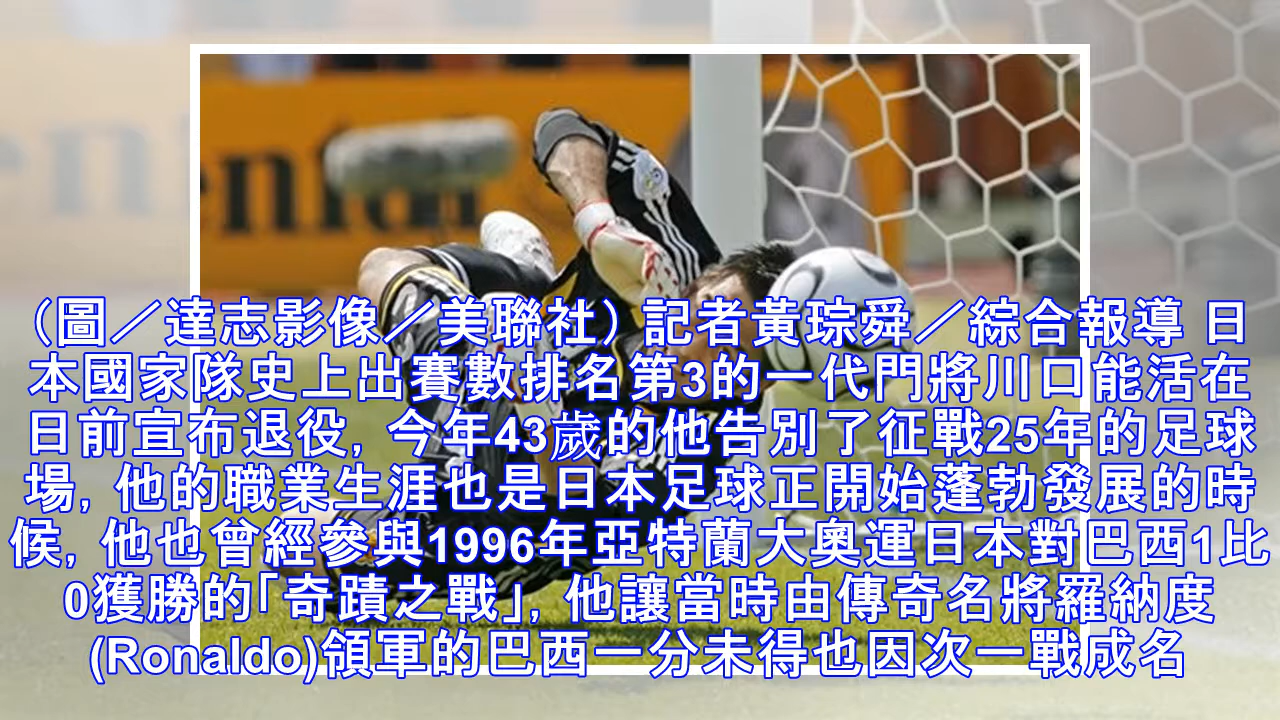 （圖／達志影像／美聯社）記者黃琮舜／綜合報導 日
本國家隊史上出賽數排名第3的一代門將川口能活在
日前宣布退役, 今年43歲的他告別了征戰25年的足球
場, 他的職業生涯也是日本足球正開始蓬勃發展的時
候, 他也曾經參與1996年亞特蘭大奧運日本對巴西1比
0獲勝的「奇蹟之戰」, 他讓當時由傳奇名將羅納度
(Ronaldo)領軍的巴西一分未得也因次一戰成名